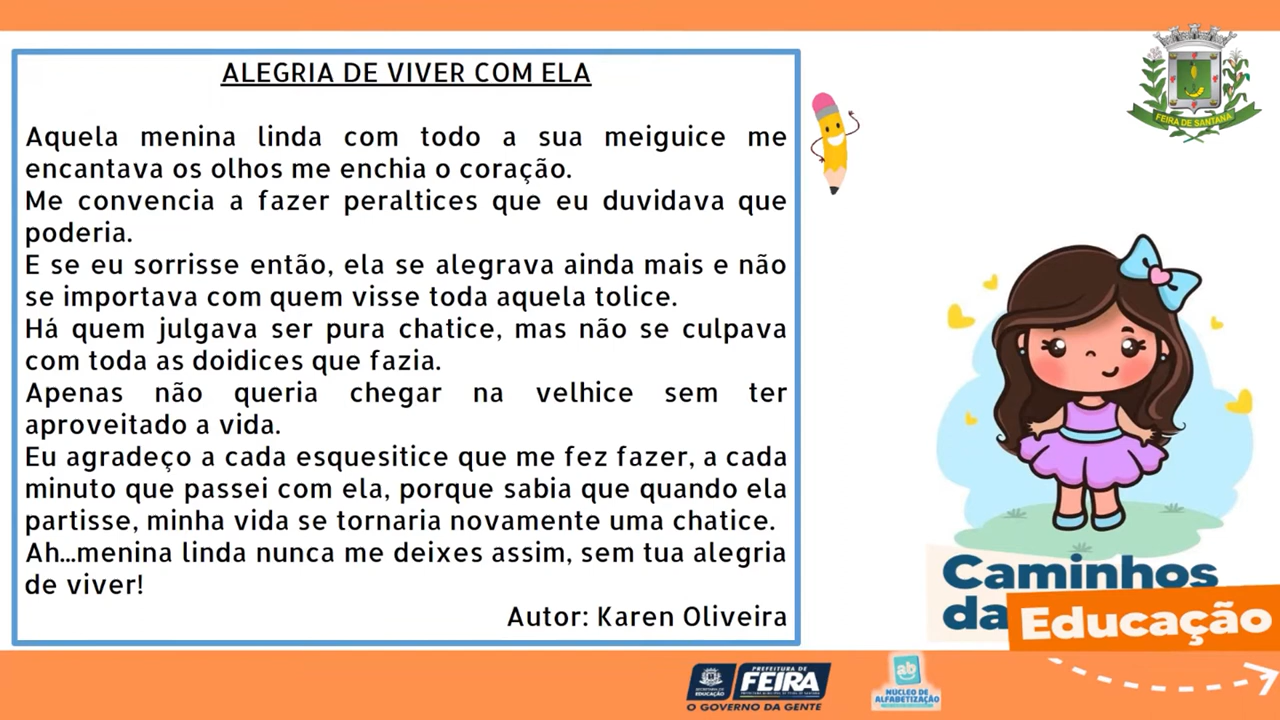 ALEGRIA DE VIVER COM ELA
Aquela menina linda com todo a sua meiguice me
encantava os olhos me enchia o coração.
Me convencia a fazer peraltices que eu duvidava que
poderia.
E se eu sorrisse então, ela se alegrava ainda mais e não
se importava com quem visse toda aquela tolice.
Há quem julgava ser pura chatice, mas não se culpava
com toda as doidices que fazia.
Apenas não queria chegar na velhice sem ter
aproveitado a vida.
Eu agradeço a cada esquesitice que me fez fazer, a cada
minuto que passei com ela, porque sabia que quando ela
partisse, minha vida se tornaria novamente uma chatice.
Ah...menina linda nunca me deixes assim, sem tua alegria
de viver!
Autor: Karen Oliveira
FEIRA DE SANTANA
Caminhos
da Educação
SECRETARIA DE
EDUCAÇÃO
PREFEITURA DE
FEIRA
O GOVERNO DA GENTE
ab
NÚCLEO DE
ALFABETIZAÇÃO